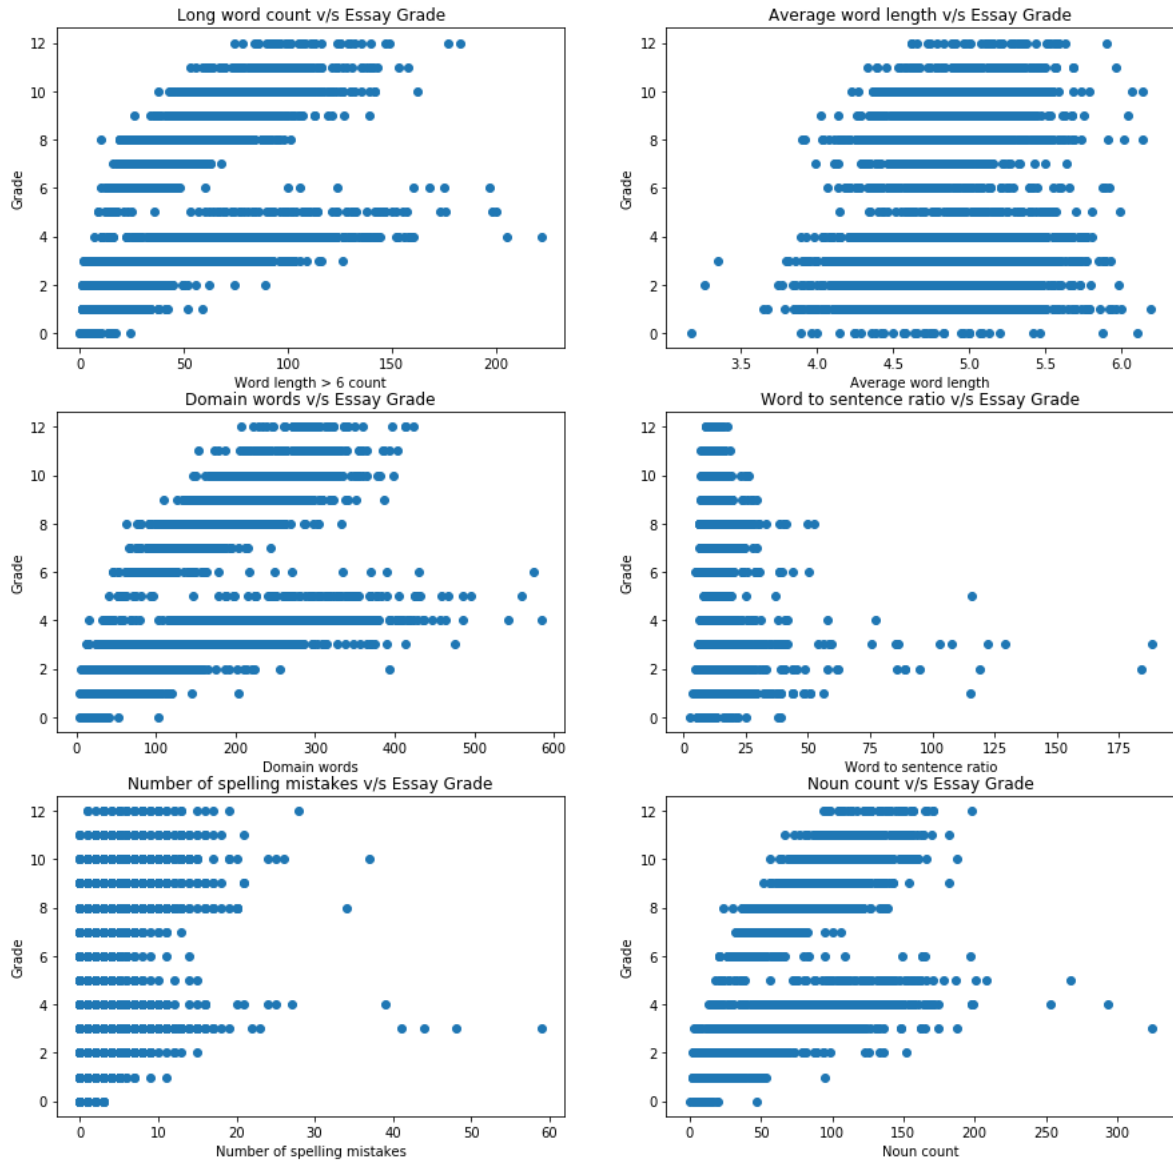 Long word count v/s Essay Grade
12
10
8
6
4
2
0
Grade
0 50 100 150 200
Word length > 6 count
Average word length v/s Essay Grade
12
10
8
6
4
2
0
Grade
3.5 4.0 4.5 5.0 5.5 6.0
Average word length
Domain words v/s Essay Grade
12
10
8
6
4
2
0
Grade
0 100 200 300 400 500 600
Domain words
Word to sentence ratio v/s Essay Grade
12
10
8
6
4
2
0
Grade
0 25 50 75 100 125 150 175
Word to sentence ratio
Number of spelling mistakes v/s Essay Grade
12
10
8
6
4
2
0
Grade
0 10 20 30 40 50 60
Number of spelling mistakes
Noun count v/s Essay Grade
12
10
8
6
4
2
0
Grade
0 50 100 150 200 250 300
Noun count